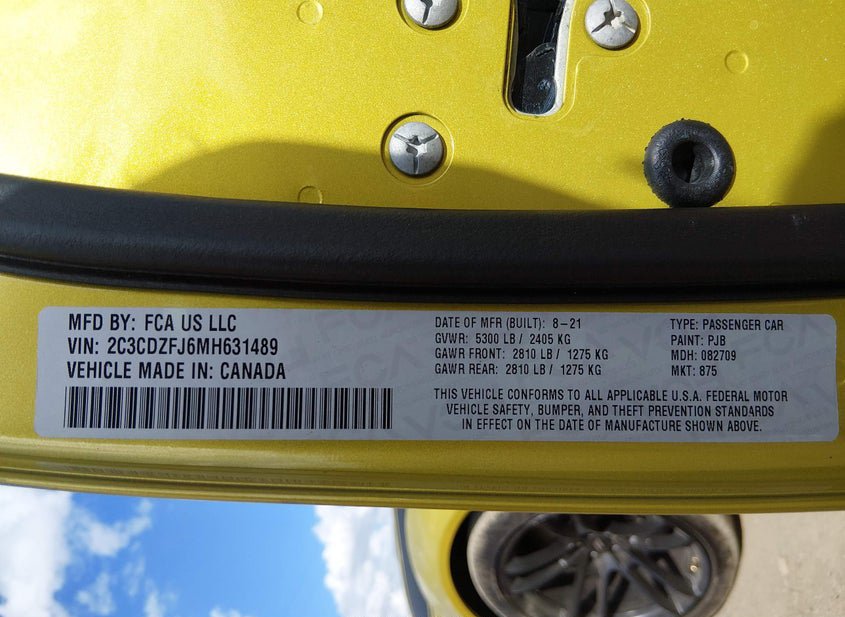 MFD BY: FCA US LLC
VIN: 2C3CDZFJ6MH631489
VEHICLE MADE IN: CANADA
DATE OF MFR (BUILT): 8-21
GVWR: 5300 LB / 2405 KG
GAWR FRONT: 2810 LB / 1275 KG
GAWR REAR: 2810 LB / 1275 KG
TYPE: PASSENGER CAR
PAINT: PJB
MDH: 082709
MKT: 875
THIS VEHICLE CONFORMS TO ALL APPLICABLE U.S.A. FEDERAL MOTOR
VEHICLE SAFETY, BUMPER, AND THEFT PREVENTION STANDARDS
IN EFFECT ON THE DATE OF MANUFACTURE SHOWN ABOVE.